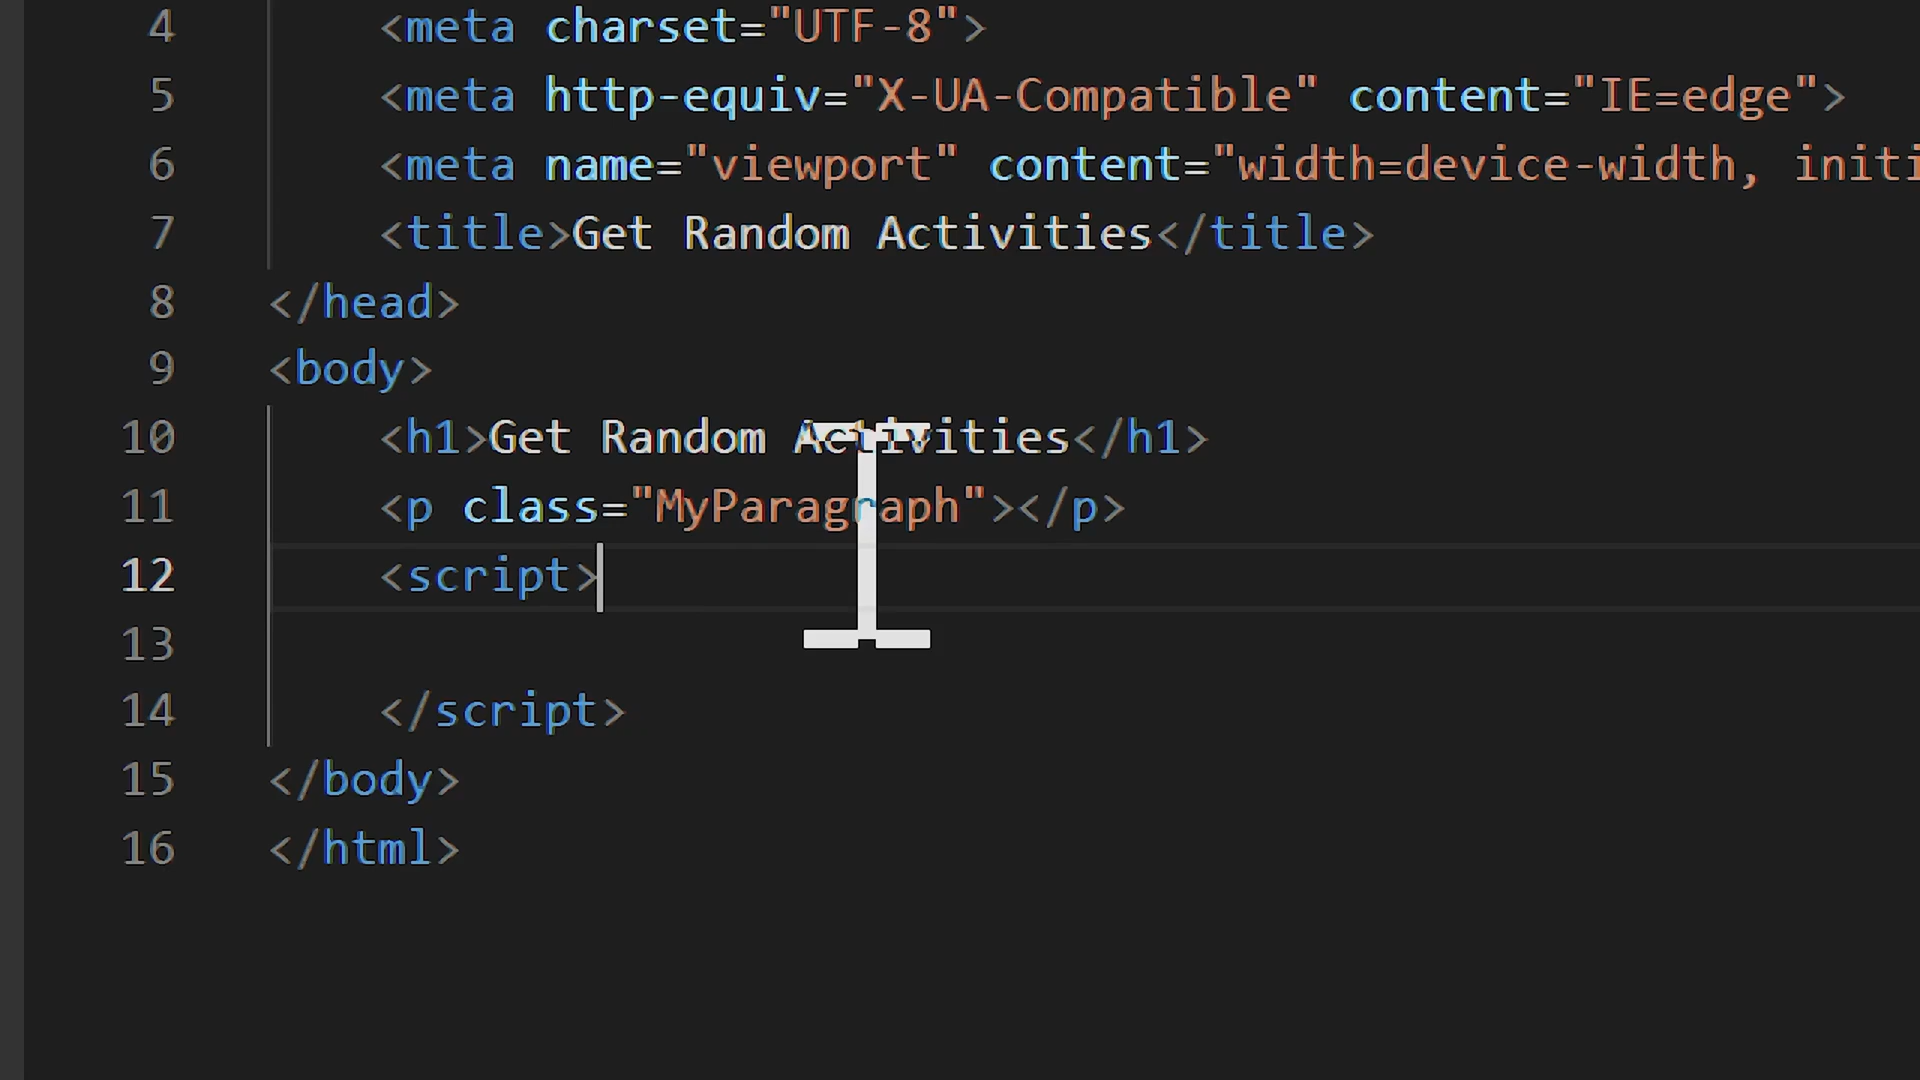 4 <meta charset="UTF-8">
5 <meta http-equiv="X-UA-Compatible" content="IE=edge">
6 <meta name="viewport" content="width=device-width, initi
7 <title>Get Random Activities</title>
8 </head>
9 <body>
10 <h1>Get Random Activities</h1>
11 <p class="MyParagraph"></p>
12 <script>
13
14 </script>
15 </body>
16 </html>